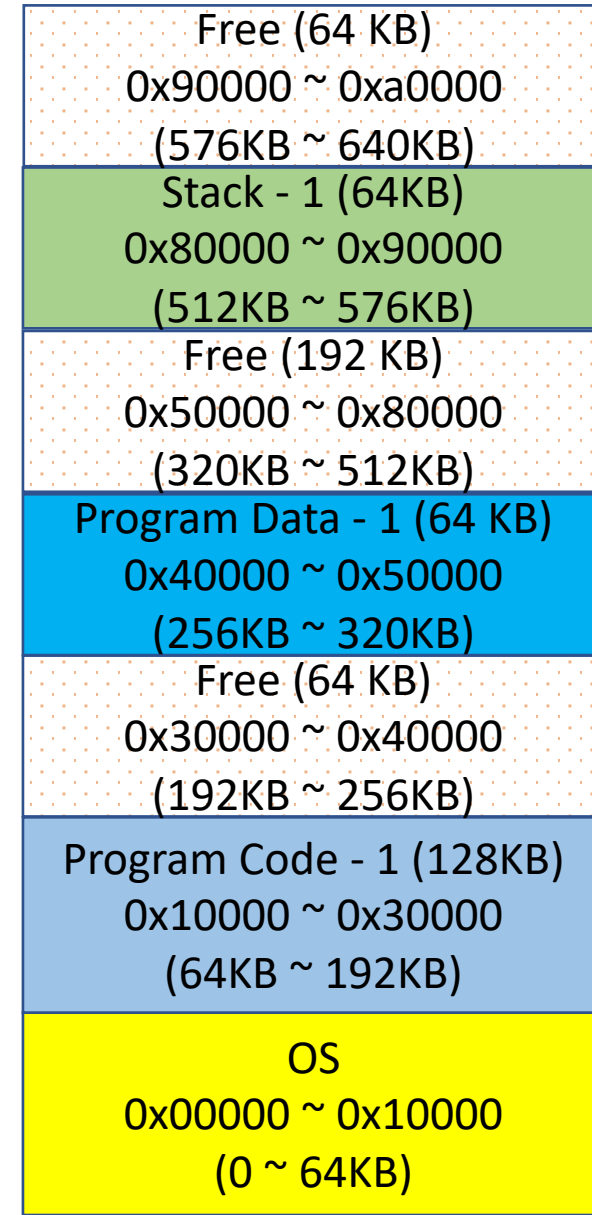 Free (64 KB)
0x90000 ~ 0xa0000
(576KB ~ 640KB)
Stack - 1 (64KB)
0x80000 ~ 0x90000
(512KB ~ 576KB)
Free (192 KB)
0x50000 ~ 0x80000
(320KB ~ 512KB)
Program Data - 1 (64 KB)
0x40000 ~ 0x50000
(256KB ~ 320KB)
Free (64 KB)
0x30000 ~ 0x40000
(192KB ~ 256KB)
Program Code - 1 (128KB)
0x10000 ~ 0x30000
(64KB ~ 192KB)
OS
0x00000 ~ 0x10000
(0 ~ 64KB)